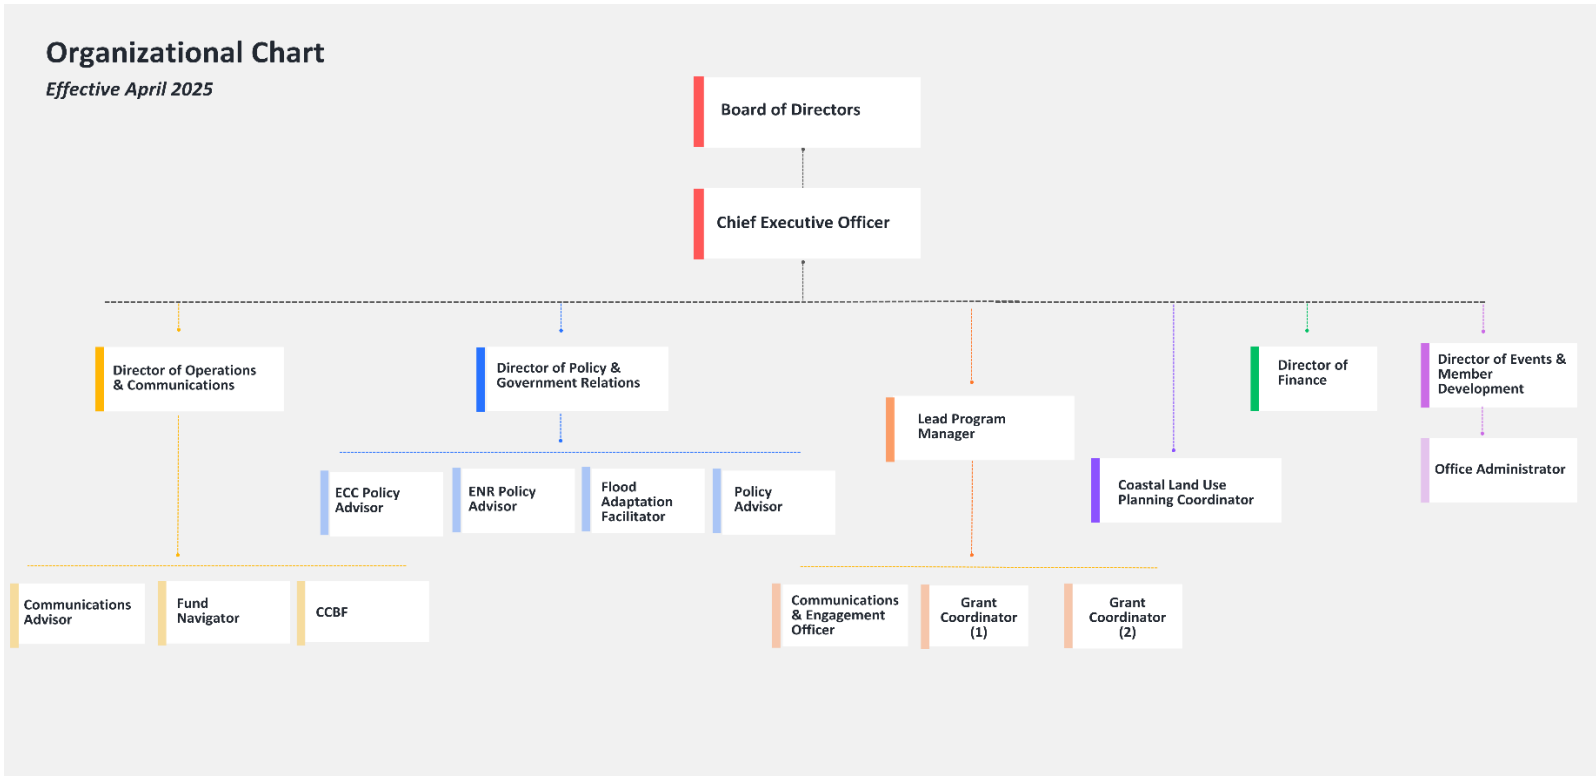 Organizational Chart
Effective April 2025
Board of Directors
Chief Executive Officer
Director of Operations
& Communications
Director of Policy &
Government Relations
Lead Program
Manager
Coastal Land Use
Planning Coordinator
Director of
Finance
Director of Events &
Member
Development
Office Administrator
ECC Policy
Advisor
ENR Policy
Advisor
Flood
Adaptation
Facilitator
Policy
Advisor
Communications
Advisor
Fund
Navigator
CCBF
Communications
& Engagement
Officer
Grant
Coordinator
(1)
Grant
Coordinator
(2)